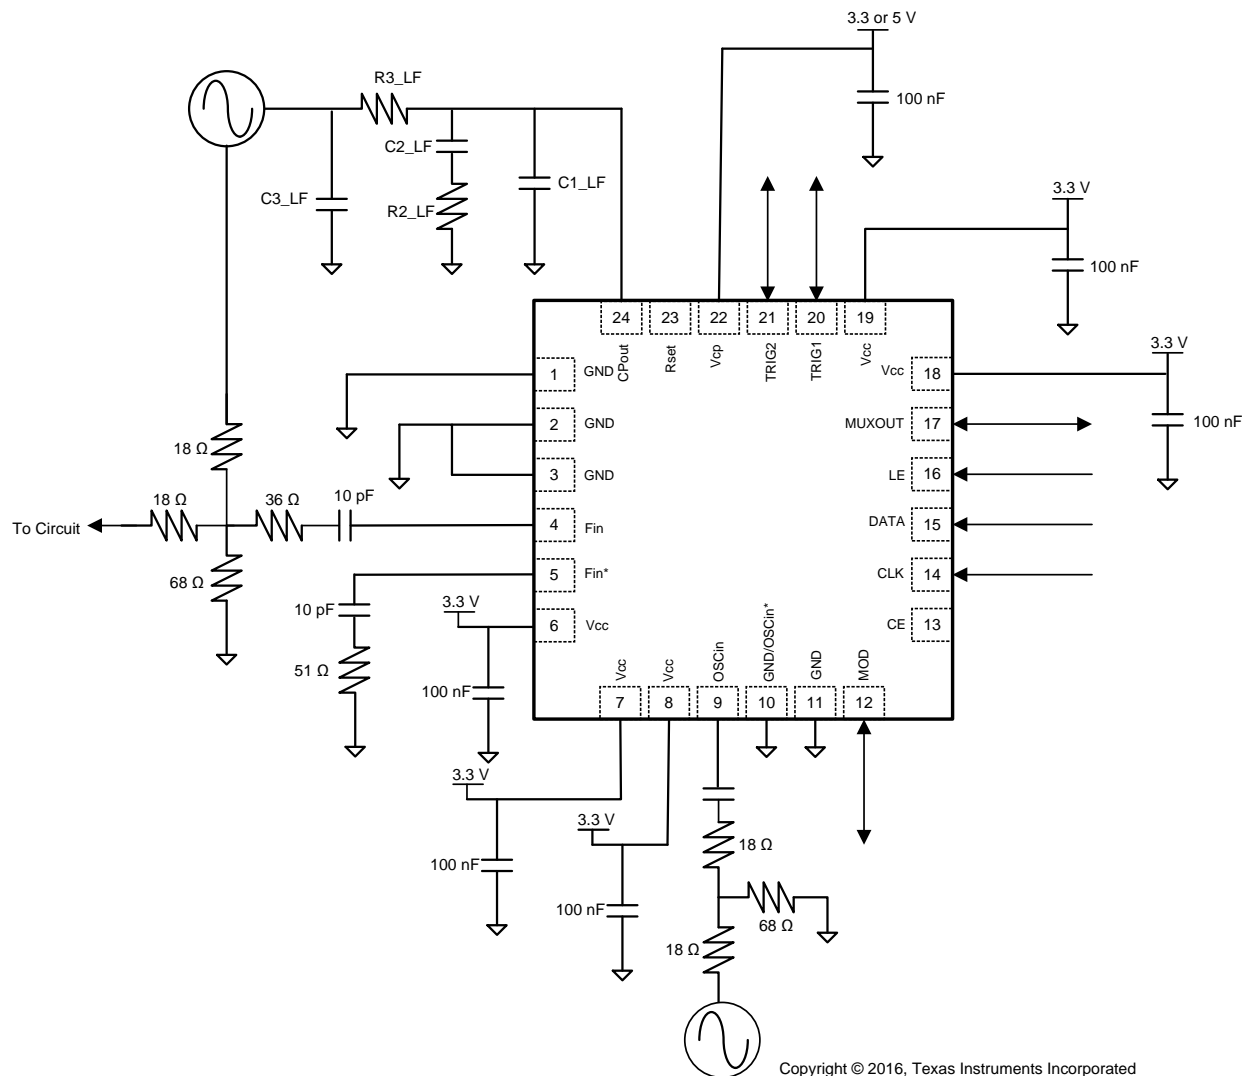 3.3 or 5 V
100 nF
R3_LF
C2_LF
C1_LF
C3_LF
R2_LF
3.3 V
100 nF
24
23
22
21
20
19
CPout
Rset
Vcp
TRIG2
TRIG1
Vcc
3.3 V
100 nF
1
GND
2
GND
3
GND
4
Fin
5
Fin*
6
Vcc
Vcc
18
MUXOUT
17
LE
16
DATA
15
CLK
14
CE
13
18 Ω
18 Ω
36 Ω
10 pF
To Circuit
68 Ω
10 pF
51 Ω
3.3 V
100 nF
Vcc
Vcc
OSCin
GND/OSCin*
GND
MOD
7
8
9
10
11
12
3.3 V
100 nF
3.3 V
100 nF
18 Ω
68 Ω
18 Ω
Copyright © 2016, Texas Instruments Incorporated